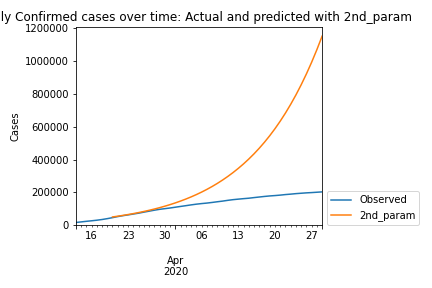 ly Confirmed cases over time: Actual and predicted with 2nd_param
1200000
1000000
800000
600000
400000
200000
0
Cases
16 23 30 06 13 20 27
Apr
2020
Observed
2nd_param